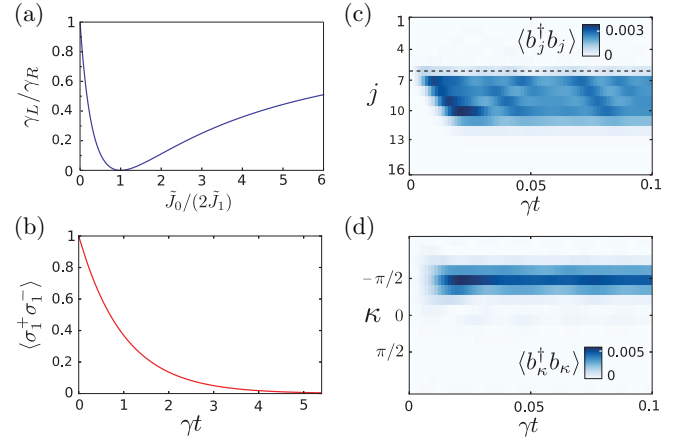 (a)
1
0.8
0.6
0.4
0.2
0
γ_L/γ_R
0 1 2 3 4 5 6
J̃_0/(2J̃_1)
(b)
1
0.8
0.6
0.4
0.2
0
⟨σ_1^+ σ_1^-⟩
0 1 2 3 4 5
γt
(c)
1
4
7
10
13
16
j
⟨b_j^† b_j⟩
0.003
0
0 0.05 0.1
γt
(d)
−π/2
κ 0
π/2
⟨b_κ^† b_κ⟩
0.005
0
0 0.05 0.1
γt